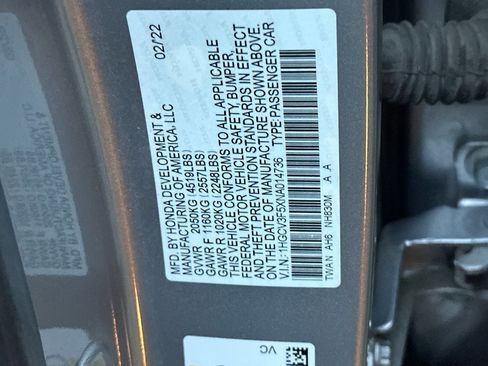 02/22
MFD. BY HONDA DEVELOPMENT &
MANUFACTURING OF AMERICA, LLC
GVWR 2050KG (4519LBS)
GAWR F 1160KG (2557LBS)
GAWR R 1020KG (2248LBS)
THIS VEHICLE CONFORMS TO ALL APPLICABLE
FEDERAL MOTOR VEHICLE SAFETY, BUMPER,
AND THEFT PREVENTION STANDARDS IN EFFECT
ON THE DATE OF MANUFACTURE SHOWN ABOVE.
V.I.N.: 1HGCV3F5XNA014736 TYPE:PASSENGER CAR
TWAN AH6 NH830M A A
VC